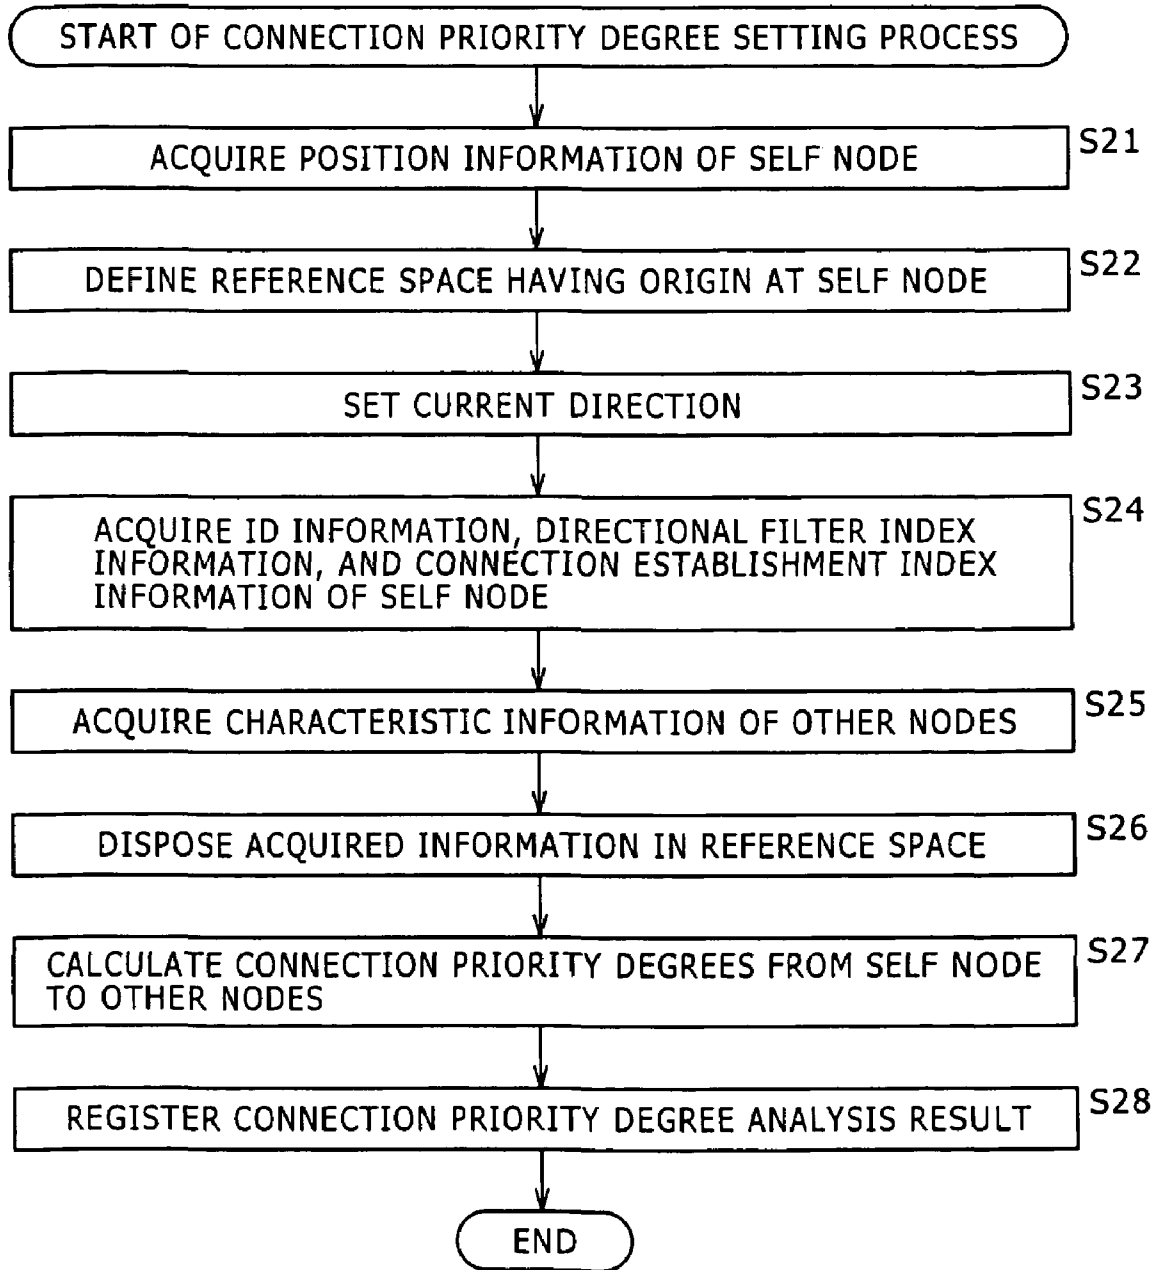 START OF CONNECTION PRIORITY DEGREE SETTING PROCESS
S21
ACQUIRE POSITION INFORMATION OF SELF NODE
S22
DEFINE REFERENCE SPACE HAVING ORIGIN AT SELF NODE
S23
SET CURRENT DIRECTION
S24
ACQUIRE ID INFORMATION, DIRECTIONAL FILTER INDEX
INFORMATION, AND CONNECTION ESTABLISHMENT INDEX
INFORMATION OF SELF NODE
S25
ACQUIRE CHARACTERISTIC INFORMATION OF OTHER NODES
S26
DISPOSE ACQUIRED INFORMATION IN REFERENCE SPACE
S27
CALCULATE CONNECTION PRIORITY DEGREES FROM SELF NODE
TO OTHER NODES
S28
REGISTER CONNECTION PRIORITY DEGREE ANALYSIS RESULT
END